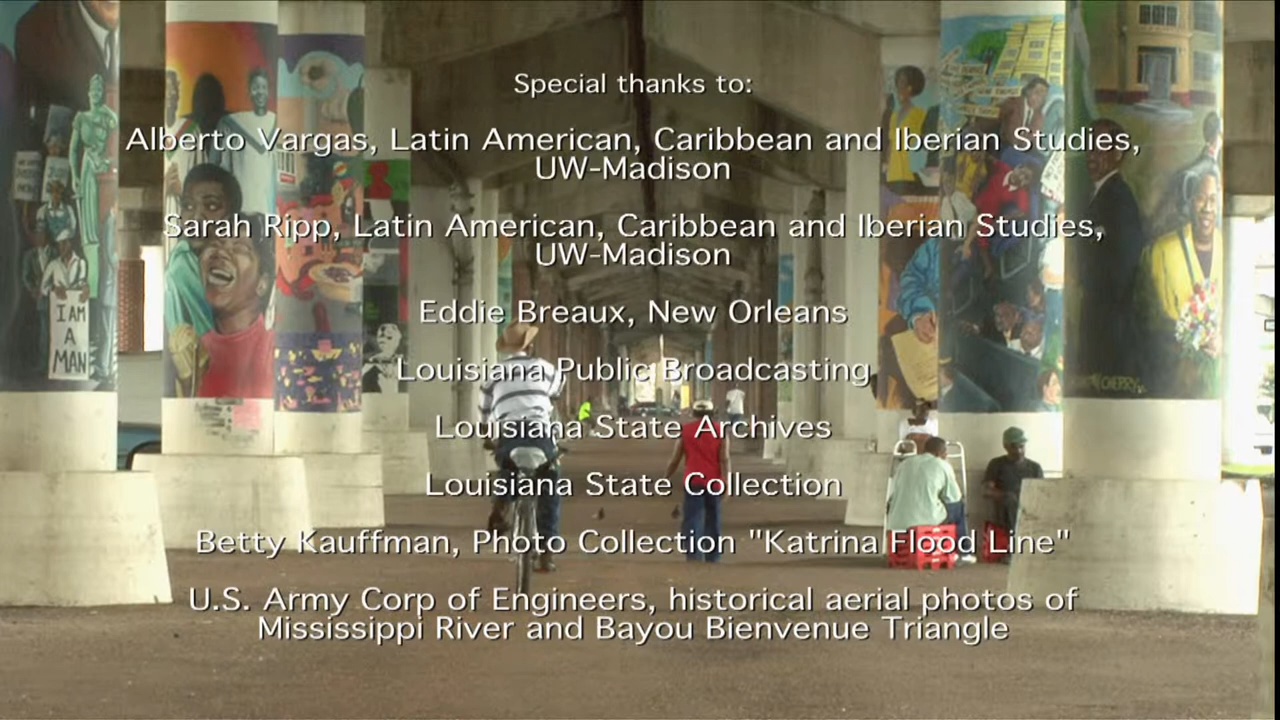 Special thanks to:
Alberto Vargas, Latin American, Caribbean and Iberian Studies,
UW-Madison
Sarah Ripp, Latin American, Caribbean and Iberian Studies,
UW-Madison
Eddie Breaux, New Orleans
Louisiana Public Broadcasting
Louisiana State Archives
Louisiana State Collection
Betty Kauffman, Photo Collection "Katrina Flood Line"
U.S. Army Corp of Engineers, historical aerial photos of
Mississippi River and Bayou Bienvenue Triangle
I AM
A
MAN